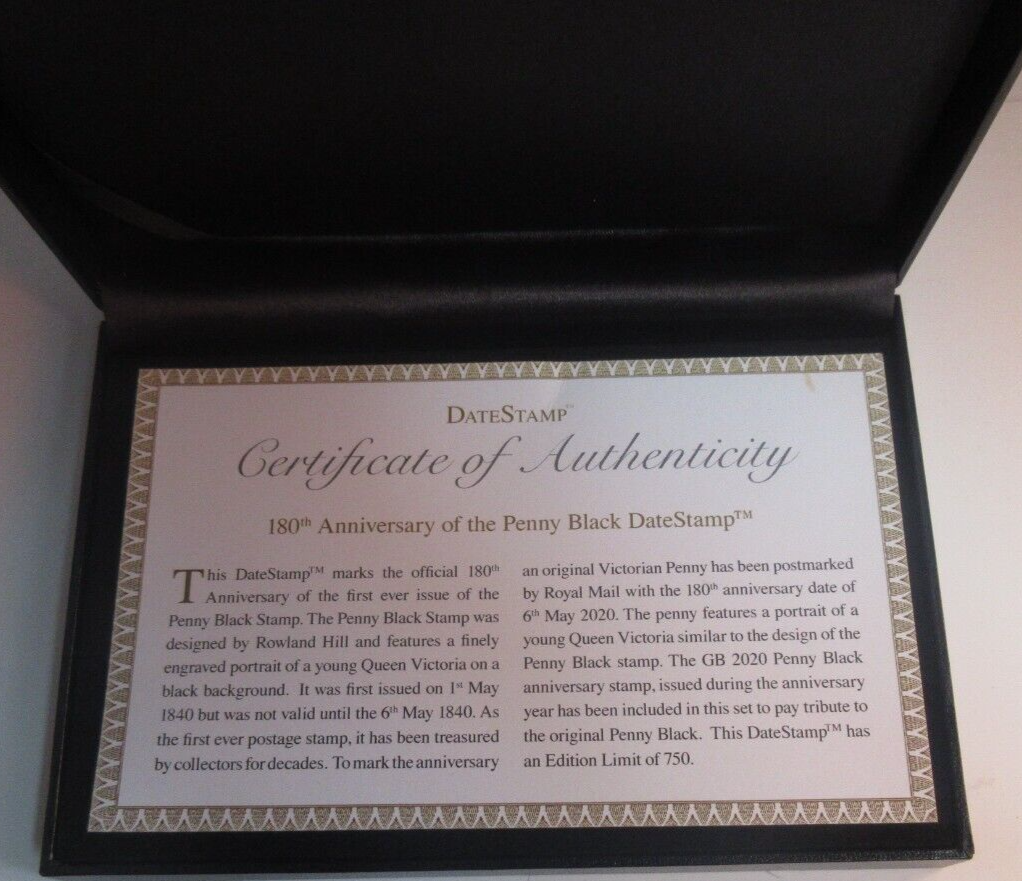 DATESTAMP™
Certificate of Authenticity
180th Anniversary of the Penny Black DateStamp™
This DateStamp™ marks the official 180th
Anniversary of the first ever issue of the
Penny Black Stamp. The Penny Black Stamp was
designed by Rowland Hill and features a finely
engraved portrait of a young Queen Victoria on a
black background. It was first issued on 1st May
1840 but was not valid until the 6th May 1840. As
the first ever postage stamp, it has been treasured
by collectors for decades. To mark the anniversary
an original Victorian Penny has been postmarked
by Royal Mail with the 180th anniversary date of
6th May 2020. The penny features a portrait of a
young Queen Victoria similar to the design of the
Penny Black stamp. The GB 2020 Penny Black
anniversary stamp, issued during the anniversary
year has been included in this set to pay tribute to
the original Penny Black. This DateStamp™ has
an Edition Limit of 750.